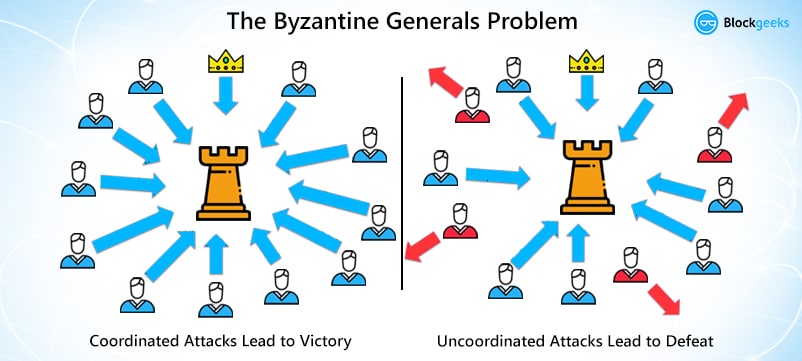 The Byzantine Generals Problem
Blockgeeks
Coordinated Attacks Lead to Victory
Uncoordinated Attacks Lead to Defeat